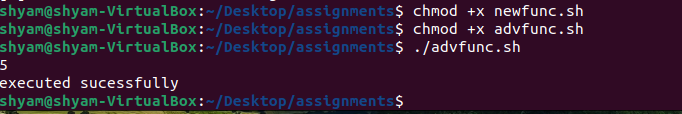 shyam@shyam-VirtualBox:~/Desktop/assignments$ chmod +x newfunc.sh
shyam@shyam-VirtualBox:~/Desktop/assignments$ chmod +x advfunc.sh
shyam@shyam-VirtualBox:~/Desktop/assignments$ ./advfunc.sh
5
executed sucessfully
shyam@shyam-VirtualBox:~/Desktop/assignments$